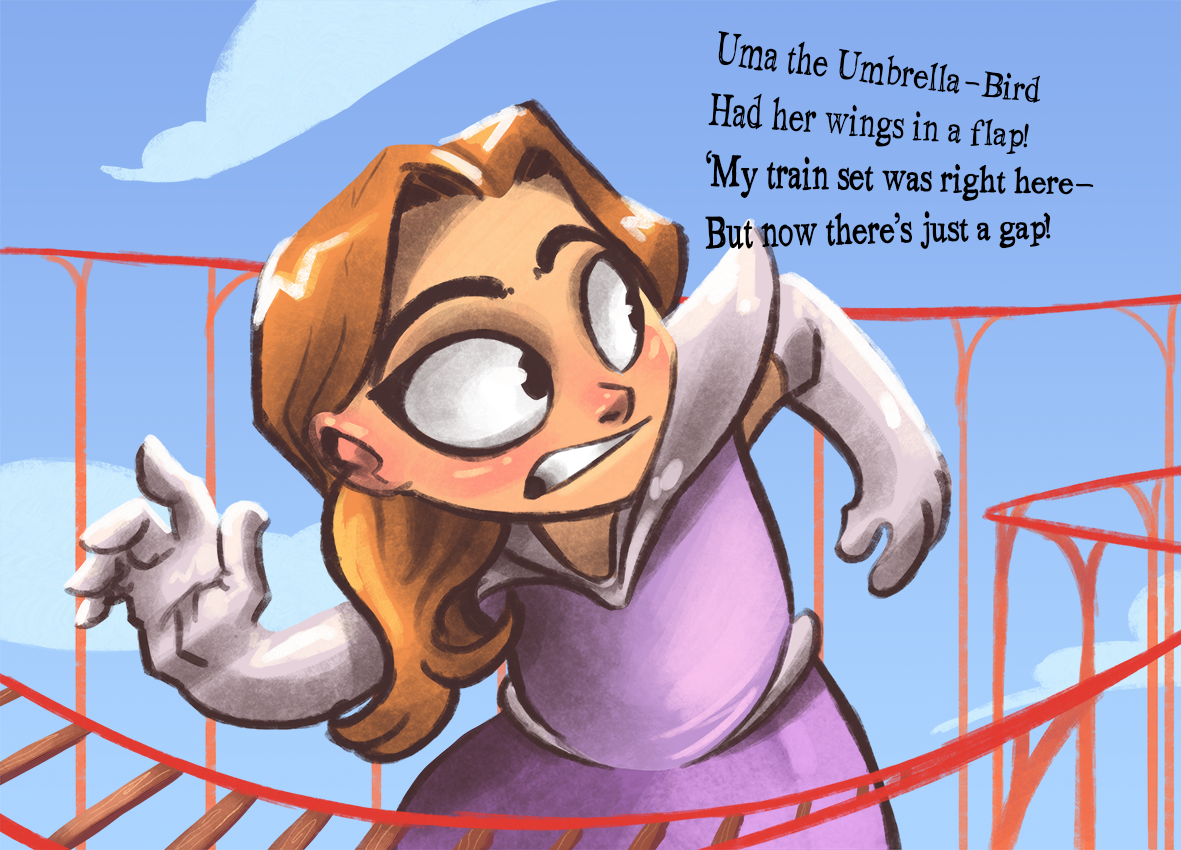 Uma the Umbrella–Bird
Had her wings in a flap!
‘My train set was right here–
But now there’s just a gap!